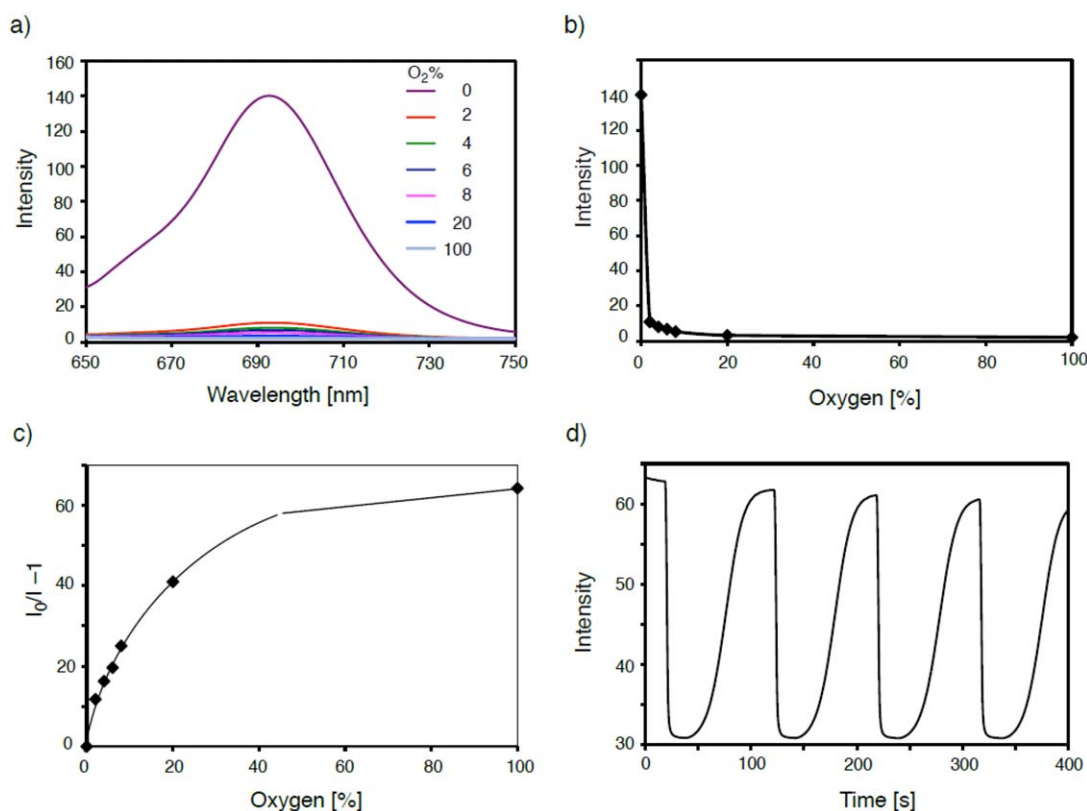 a)
160
140
120
100
80
60
40
20
0
Intensity
650 670 690 710 730 750
Wavelength [nm]
O₂%
0
2
4
6
8
20
100
b)
140
120
100
80
60
40
20
0
Intensity
0 20 40 60 80 100
Oxygen [%]
c)
60
40
20
0
I₀/I –1
0 20 40 60 80 100
Oxygen [%]
d)
60
50
40
30
Intensity
0 100 200 300 400
Time [s]